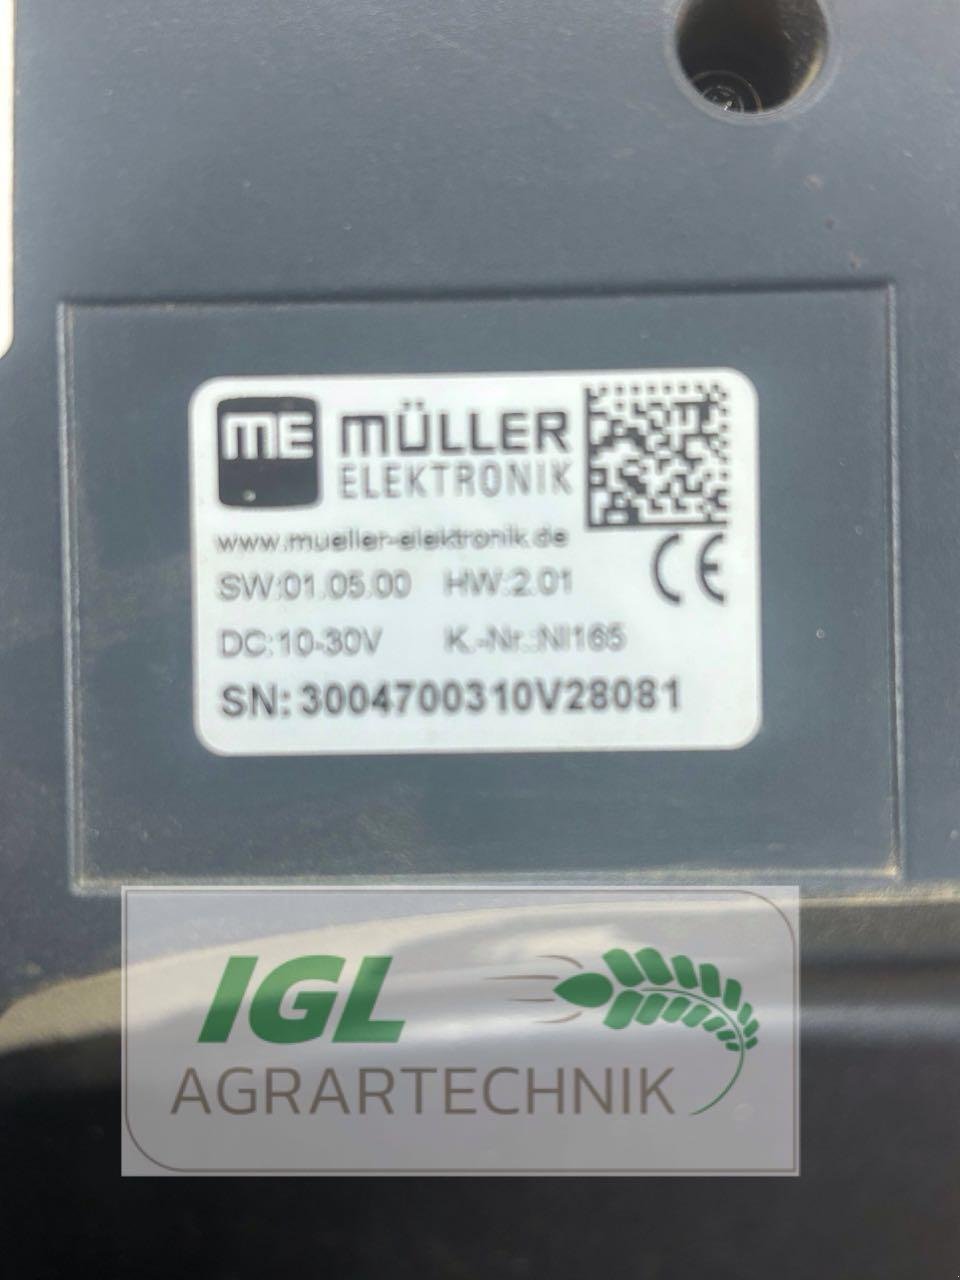 ME MÜLLER
ELEKTRONIK
www.mueller-elektronik.de
SW:01.05.00 HW:2.01
DC:10-30V K.-Nr.:NI165
SN: 3004700310V28081
CE
IGL
AGRARTECHNIK